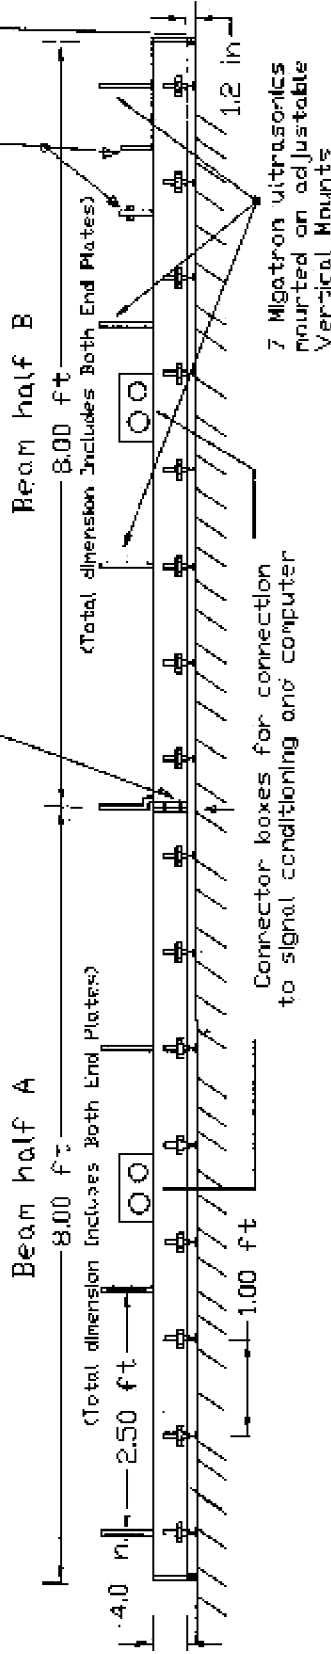 Beam half A
8.00 ft
(Total dimension Includes Both End Plates)
Beam half B
8.00 ft
(Total dimension Includes Both End Plates)
2.50 ft
4.0 n.
1.00 ft
1.2 in
Connector boxes for connection
to signal conditioning and computer
7 Migatron ultrasonics
mounted on adjustable
Vertical Mounts